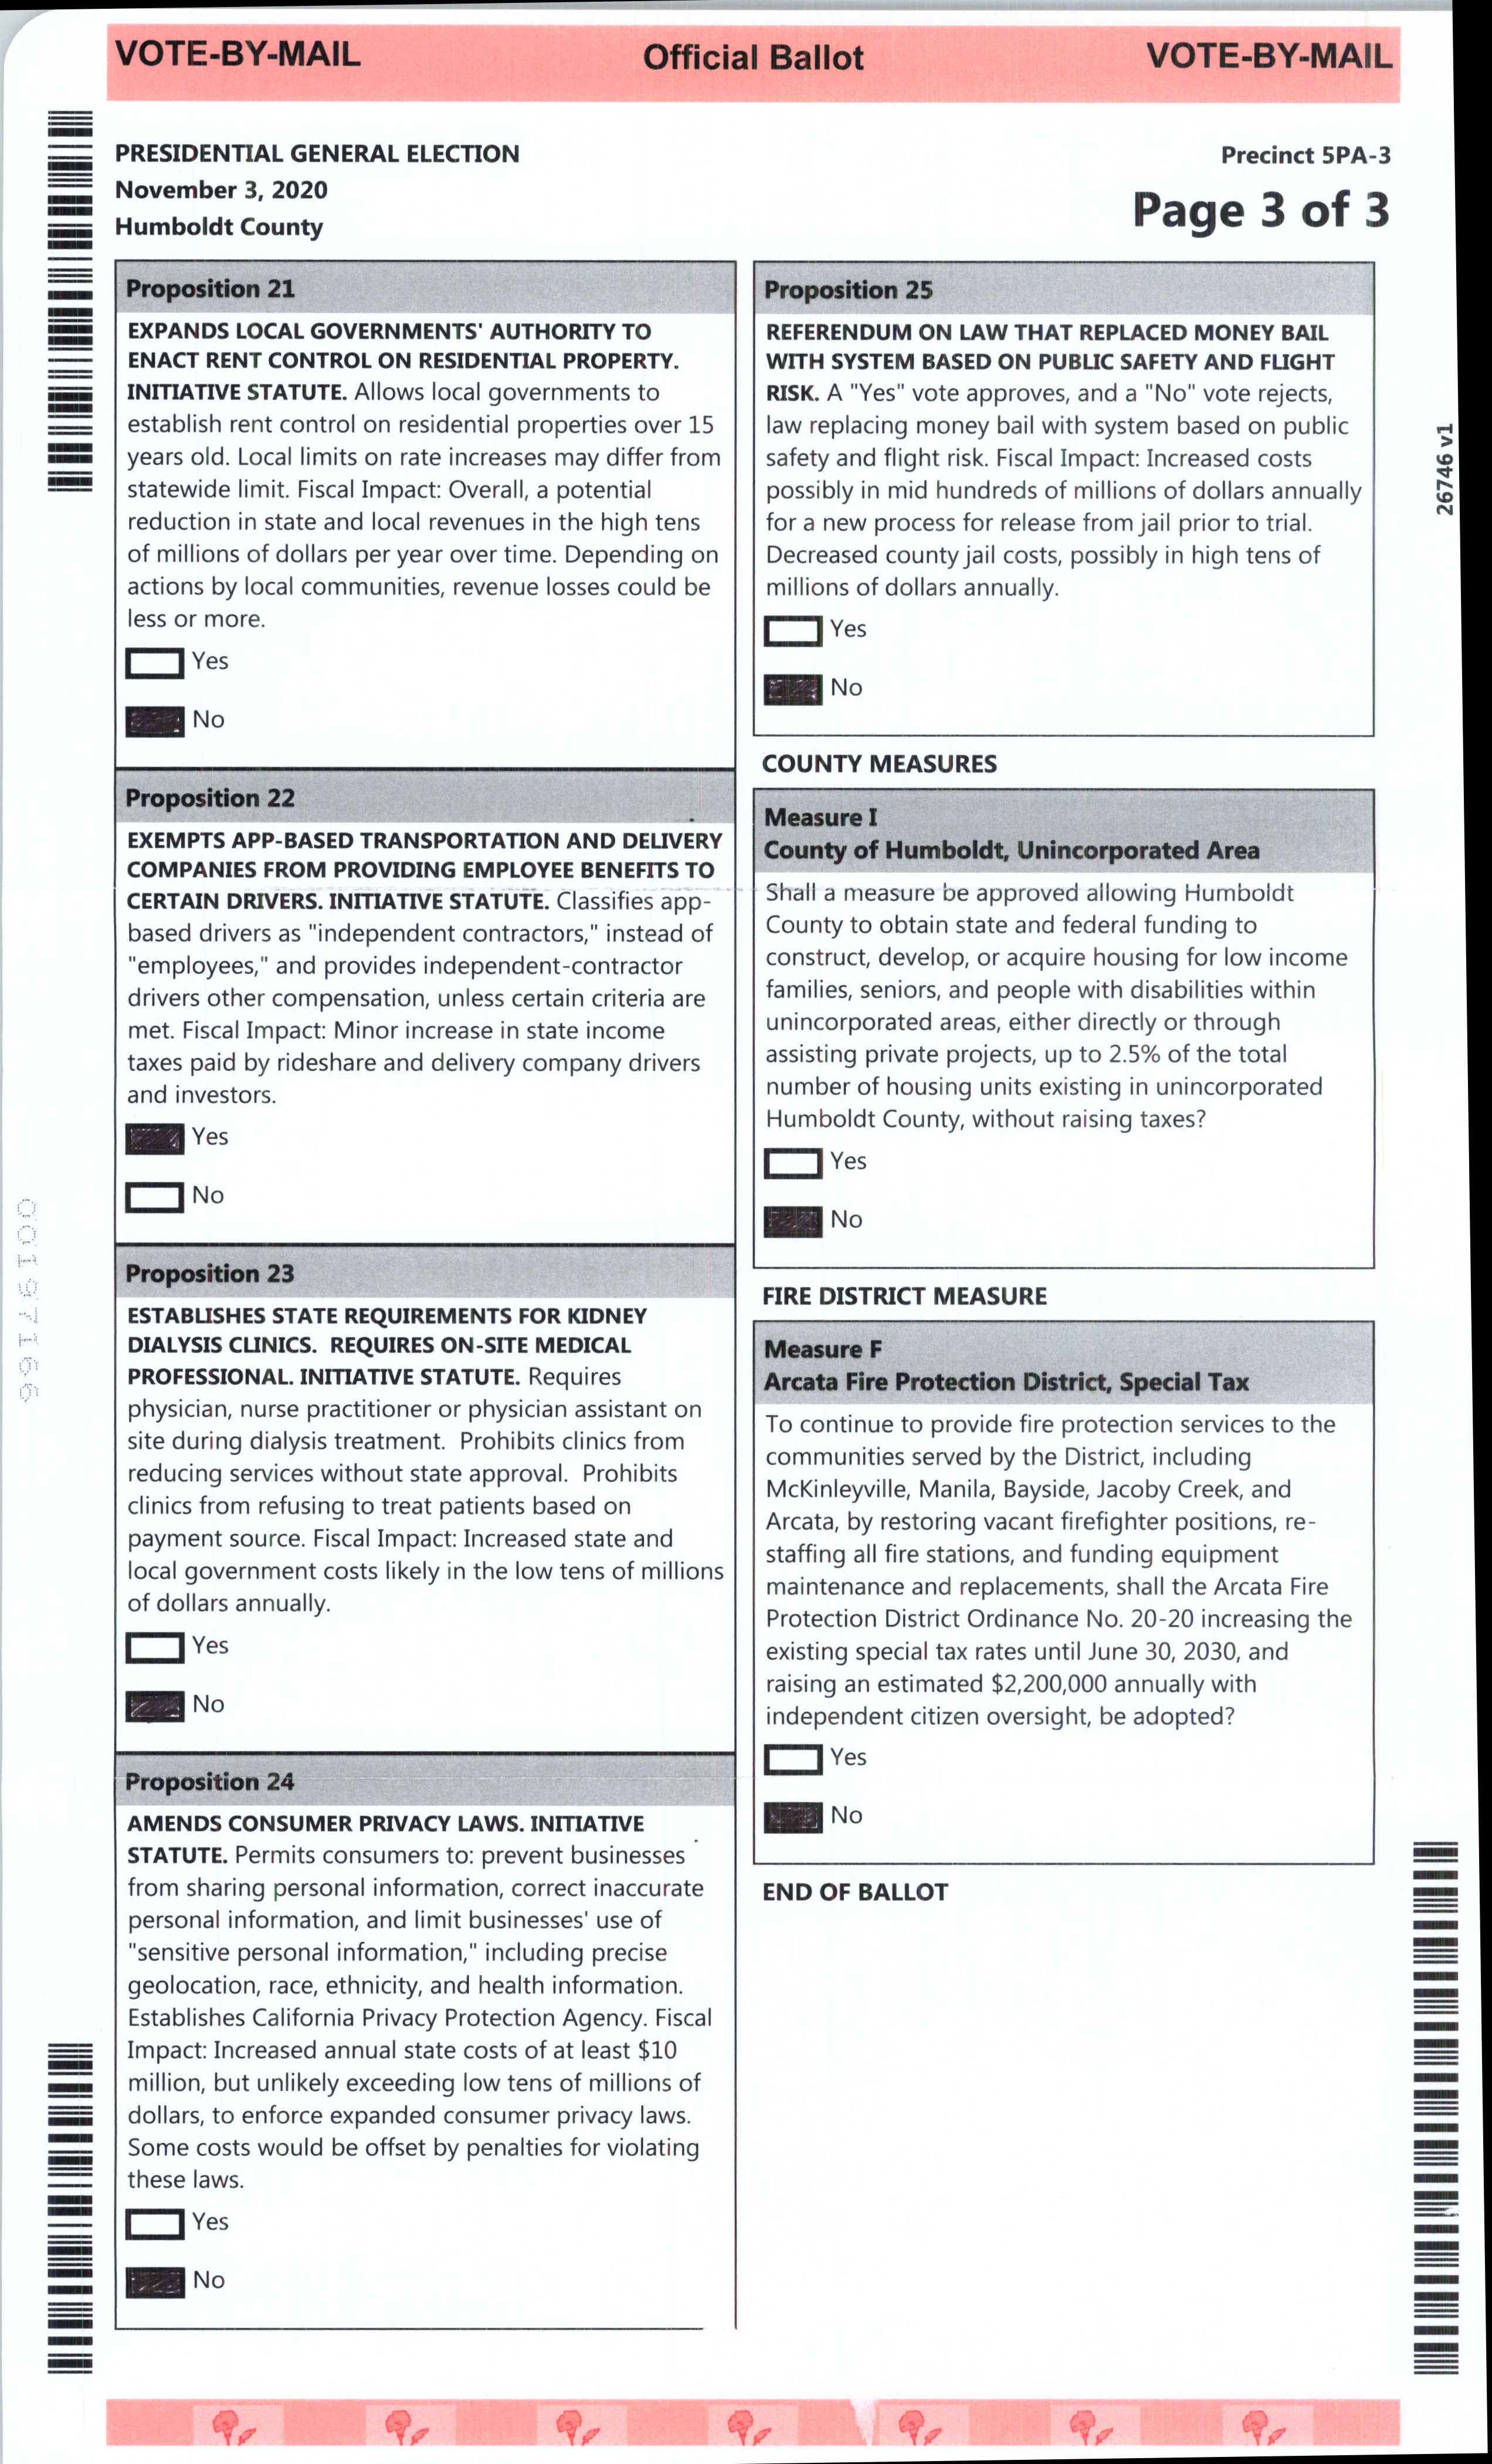 VOTE-BY-MAIL Official Ballot VOTE-BY-MAIL
PRESIDENTIAL GENERAL ELECTION
November 3, 2020
Humboldt County
Precinct 5PA-3
Page 3 of 3
Proposition 21
EXPANDS LOCAL GOVERNMENTS' AUTHORITY TO
ENACT RENT CONTROL ON RESIDENTIAL PROPERTY.
INITIATIVE STATUTE. Allows local governments to
establish rent control on residential properties over 15
years old. Local limits on rate increases may differ from
statewide limit. Fiscal Impact: Overall, a potential
reduction in state and local revenues in the high tens
of millions of dollars per year over time. Depending on
actions by local communities, revenue losses could be
less or more.
Yes
No
Proposition 22
EXEMPTS APP-BASED TRANSPORTATION AND DELIVERY
COMPANIES FROM PROVIDING EMPLOYEE BENEFITS TO
CERTAIN DRIVERS. INITIATIVE STATUTE. Classifies app-
based drivers as "independent contractors," instead of
"employees," and provides independent-contractor
drivers other compensation, unless certain criteria are
met. Fiscal Impact: Minor increase in state income
taxes paid by rideshare and delivery company drivers
and investors.
Yes
No
Proposition 23
ESTABLISHES STATE REQUIREMENTS FOR KIDNEY
DIALYSIS CLINICS. REQUIRES ON-SITE MEDICAL
PROFESSIONAL. INITIATIVE STATUTE. Requires
physician, nurse practitioner or physician assistant on
site during dialysis treatment. Prohibits clinics from
reducing services without state approval. Prohibits
clinics from refusing to treat patients based on
payment source. Fiscal Impact: Increased state and
local government costs likely in the low tens of millions
of dollars annually.
Yes
No
Proposition 24
AMENDS CONSUMER PRIVACY LAWS. INITIATIVE
STATUTE. Permits consumers to: prevent businesses
from sharing personal information, correct inaccurate
personal information, and limit businesses' use of
"sensitive personal information," including precise
geolocation, race, ethnicity, and health information.
Establishes California Privacy Protection Agency. Fiscal
Impact: Increased annual state costs of at least $10
million, but unlikely exceeding low tens of millions of
dollars, to enforce expanded consumer privacy laws.
Some costs would be offset by penalties for violating
these laws.
Yes
No
Proposition 25
REFERENDUM ON LAW THAT REPLACED MONEY BAIL
WITH SYSTEM BASED ON PUBLIC SAFETY AND FLIGHT
RISK. A "Yes" vote approves, and a "No" vote rejects,
law replacing money bail with system based on public
safety and flight risk. Fiscal Impact: Increased costs
possibly in mid hundreds of millions of dollars annually
for a new process for release from jail prior to trial.
Decreased county jail costs, possibly in high tens of
millions of dollars annually.
Yes
No
COUNTY MEASURES
Measure I
County of Humboldt, Unincorporated Area
Shall a measure be approved allowing Humboldt
County to obtain state and federal funding to
construct, develop, or acquire housing for low income
families, seniors, and people with disabilities within
unincorporated areas, either directly or through
assisting private projects, up to 2.5% of the total
number of housing units existing in unincorporated
Humboldt County, without raising taxes?
Yes
No
FIRE DISTRICT MEASURE
Measure F
Arcata Fire Protection District, Special Tax
To continue to provide fire protection services to the
communities served by the District, including
McKinleyville, Manila, Bayside, Jacoby Creek, and
Arcata, by restoring vacant firefighter positions, re-
staffing all fire stations, and funding equipment
maintenance and replacements, shall the Arcata Fire
Protection District Ordinance No. 20-20 increasing the
existing special tax rates until June 30, 2030, and
raising an estimated $2,200,000 annually with
independent citizen oversight, be adopted?
Yes
No
END OF BALLOT
26746 v1
00197166